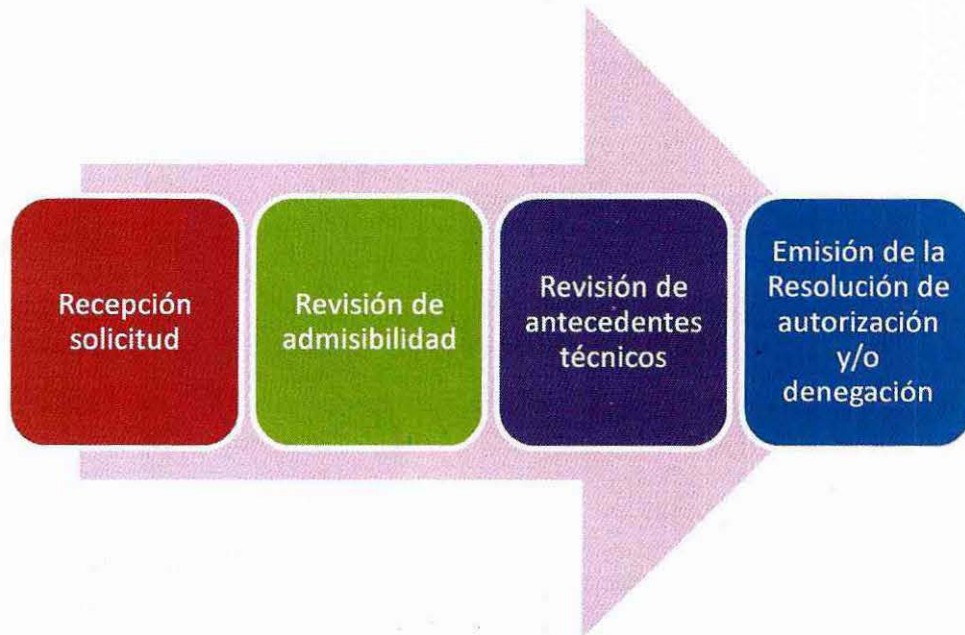 Recepción
solicitud
Revisión de
admisibilidad
Revisión de
antecedentes
técnicos
Emisión de la
Resolución de
autorización
y/o
denegación